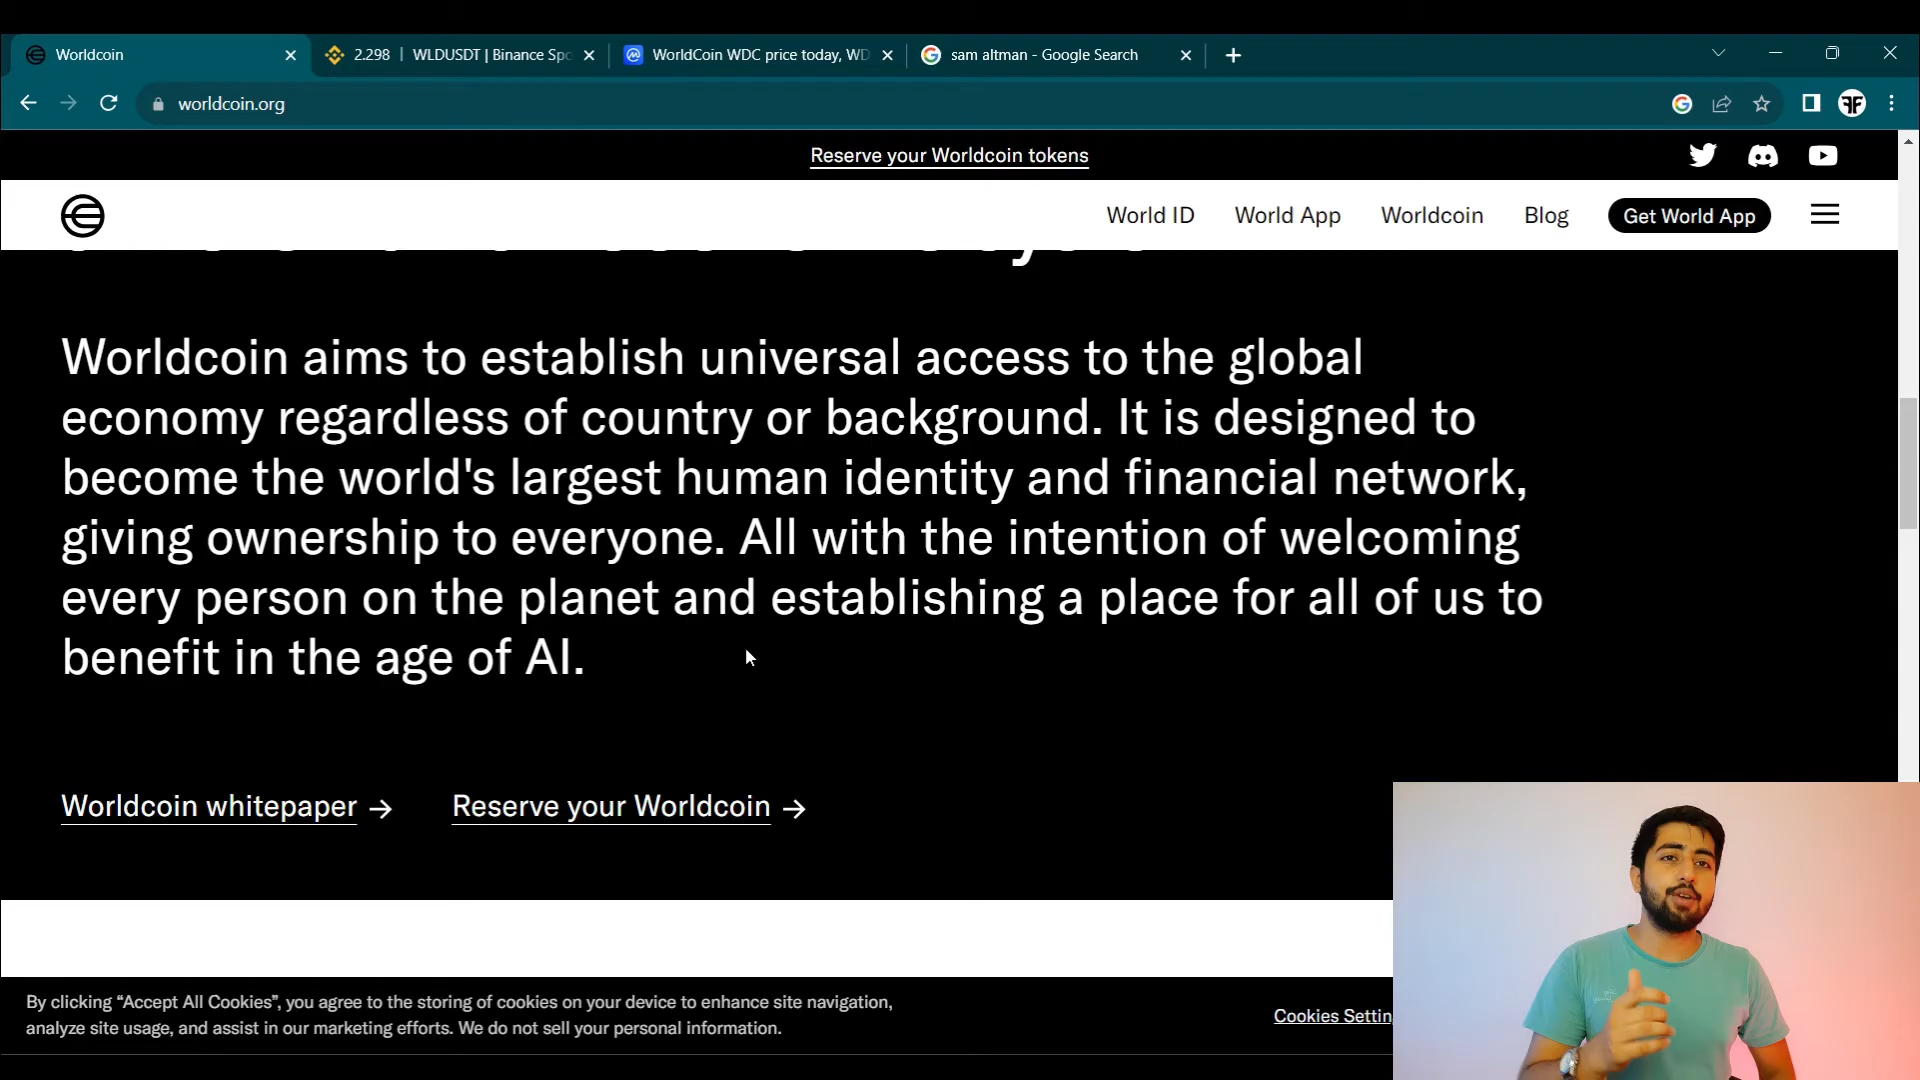 Worldcoin
2.298 | WLDUSDT | Binance Spo
WorldCoin WDC price today, WD
sam altman - Google Search
worldcoin.org
Reserve your Worldcoin tokens
World ID
World App
Worldcoin
Blog
Get World App
Worldcoin aims to establish universal access to the global
economy regardless of country or background. It is designed to
become the world's largest human identity and financial network,
giving ownership to everyone. All with the intention of welcoming
every person on the planet and establishing a place for all of us to
benefit in the age of AI.
Worldcoin whitepaper →
Reserve your Worldcoin →
By clicking “Accept All Cookies”, you agree to the storing of cookies on your device to enhance site navigation,
analyze site usage, and assist in our marketing efforts. We do not sell your personal information.
Cookies Settin